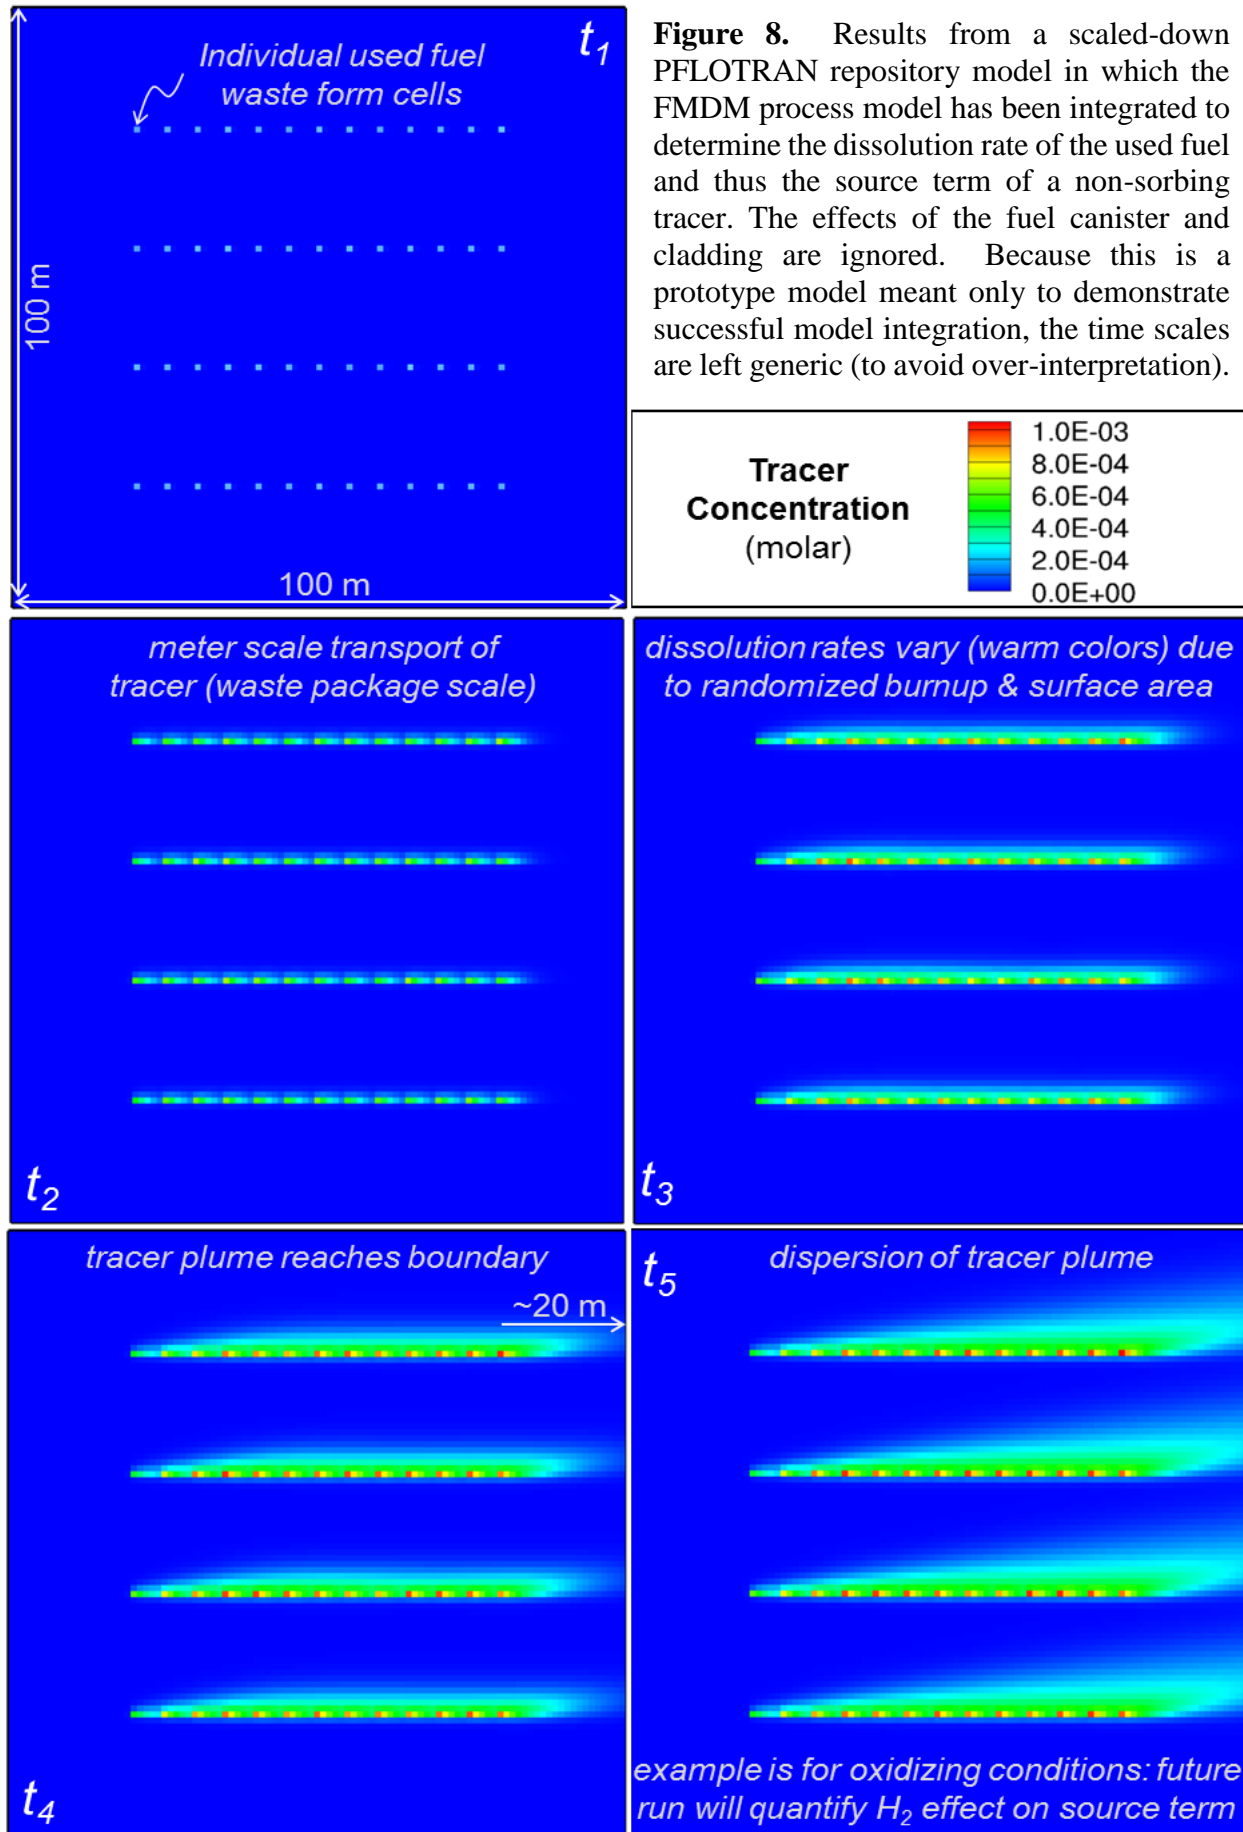 Individual used fuel
waste form cells
t1
100 m
100 m
Figure 8. Results from a scaled-down
PFLOTRAN repository model in which the
FMDM process model has been integrated to
determine the dissolution rate of the used fuel
and thus the source term of a non-sorbing
tracer. The effects of the fuel canister and
cladding are ignored. Because this is a
prototype model meant only to demonstrate
successful model integration, the time scales
are left generic (to avoid over-interpretation).
Tracer
Concentration
(molar)
1.0E-03
8.0E-04
6.0E-04
4.0E-04
2.0E-04
0.0E+00
meter scale transport of
tracer (waste package scale)
t2
dissolution rates vary (warm colors) due
to randomized burnup & surface area
t3
tracer plume reaches boundary
~20 m
t4
t5
dispersion of tracer plume
example is for oxidizing conditions: future
run will quantify H2 effect on source term